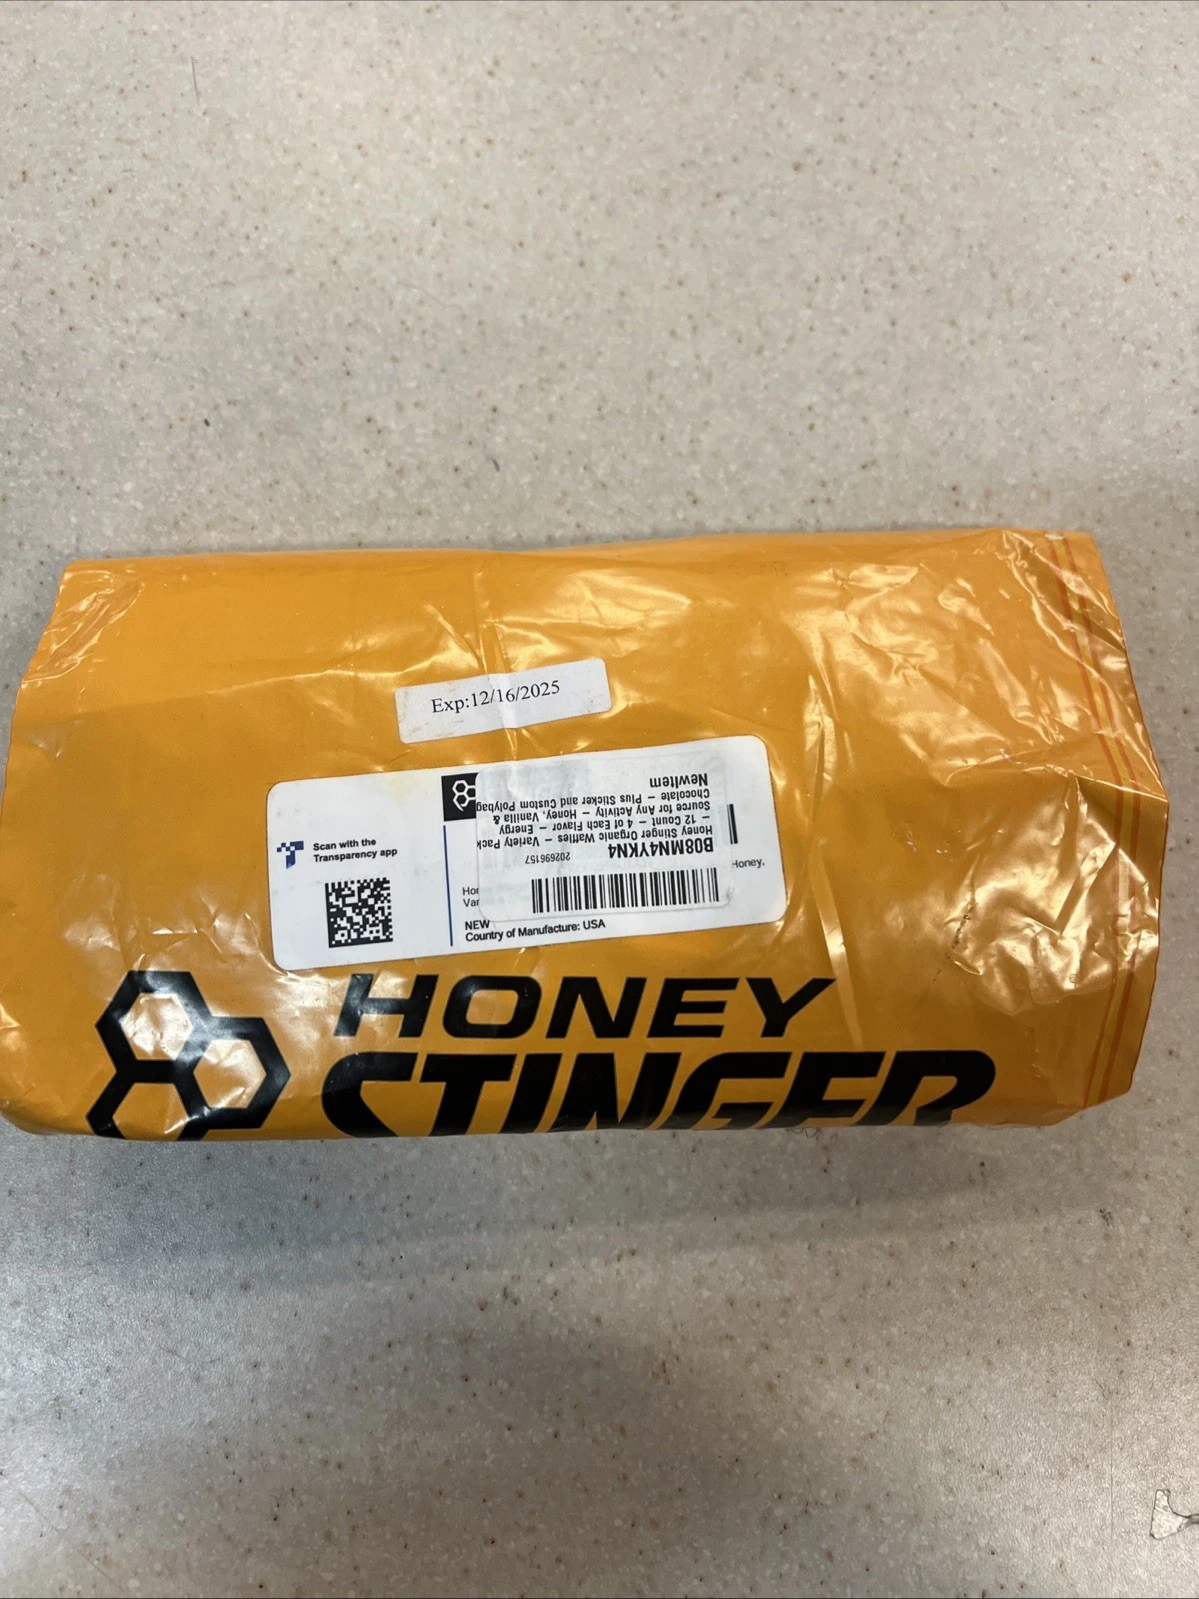 Exp:12/16/2025
Scan with the
Transparency app
B08MN4YKN4
202696157
Honey Stinger Organic Waffles – Variety Pack
– 12 Count – 4 of Each Flavor – Energy
Source for Any Activity – Honey, Vanilla &
Chocolate – Plus Sticker and Custom Polybag
NewItem
Honey,
NEW
Country of Manufacture: USA
HONEY
STINGER